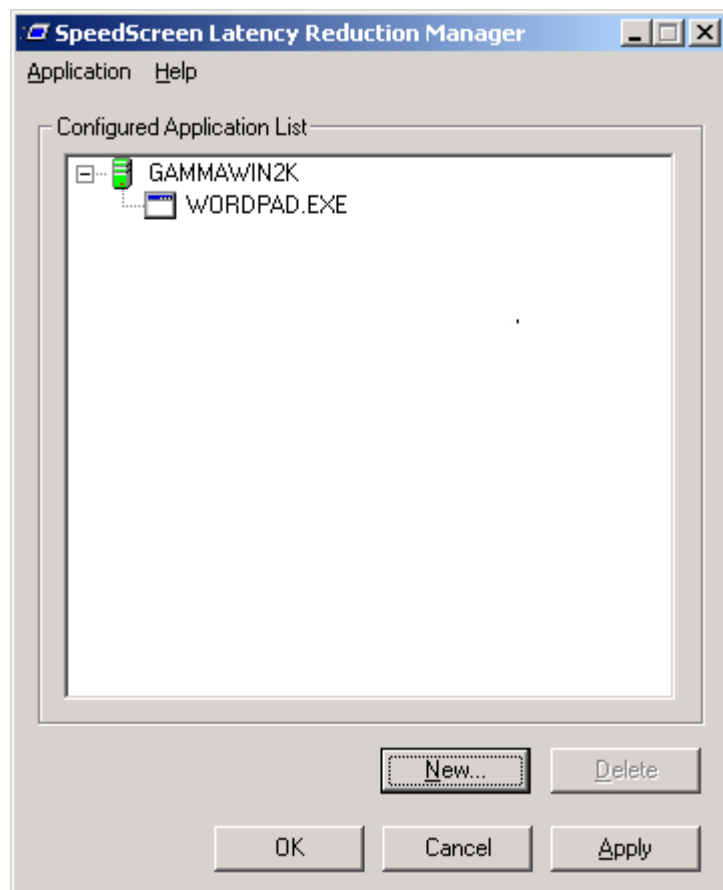 SpeedScreen Latency Reduction Manager
Application Help
Configured Application List
GAMMAWIN2K
WORDPAD.EXE
New... Delete
OK Cancel Apply